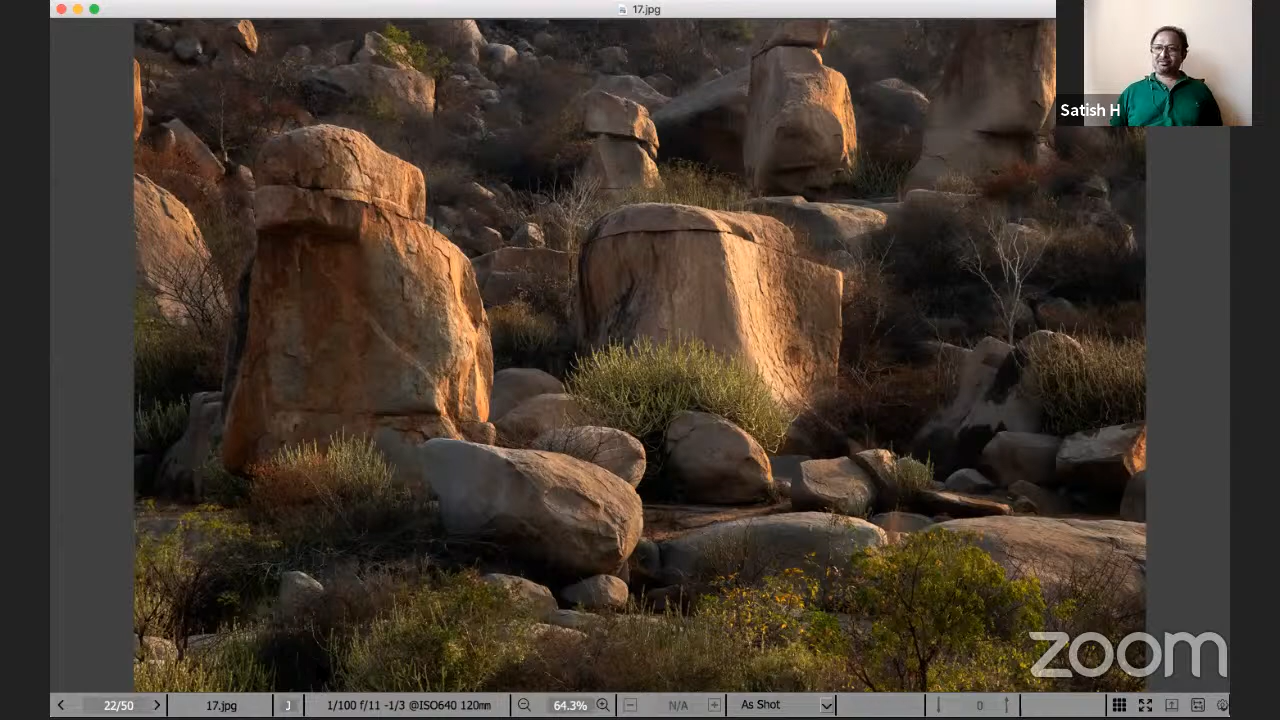 17.jpg
Satish H
zoom
22/50
17.jpg
J
1/100 f/11 -1/3 @ISO640 120mm
64.3%
N/A
As Shot
0